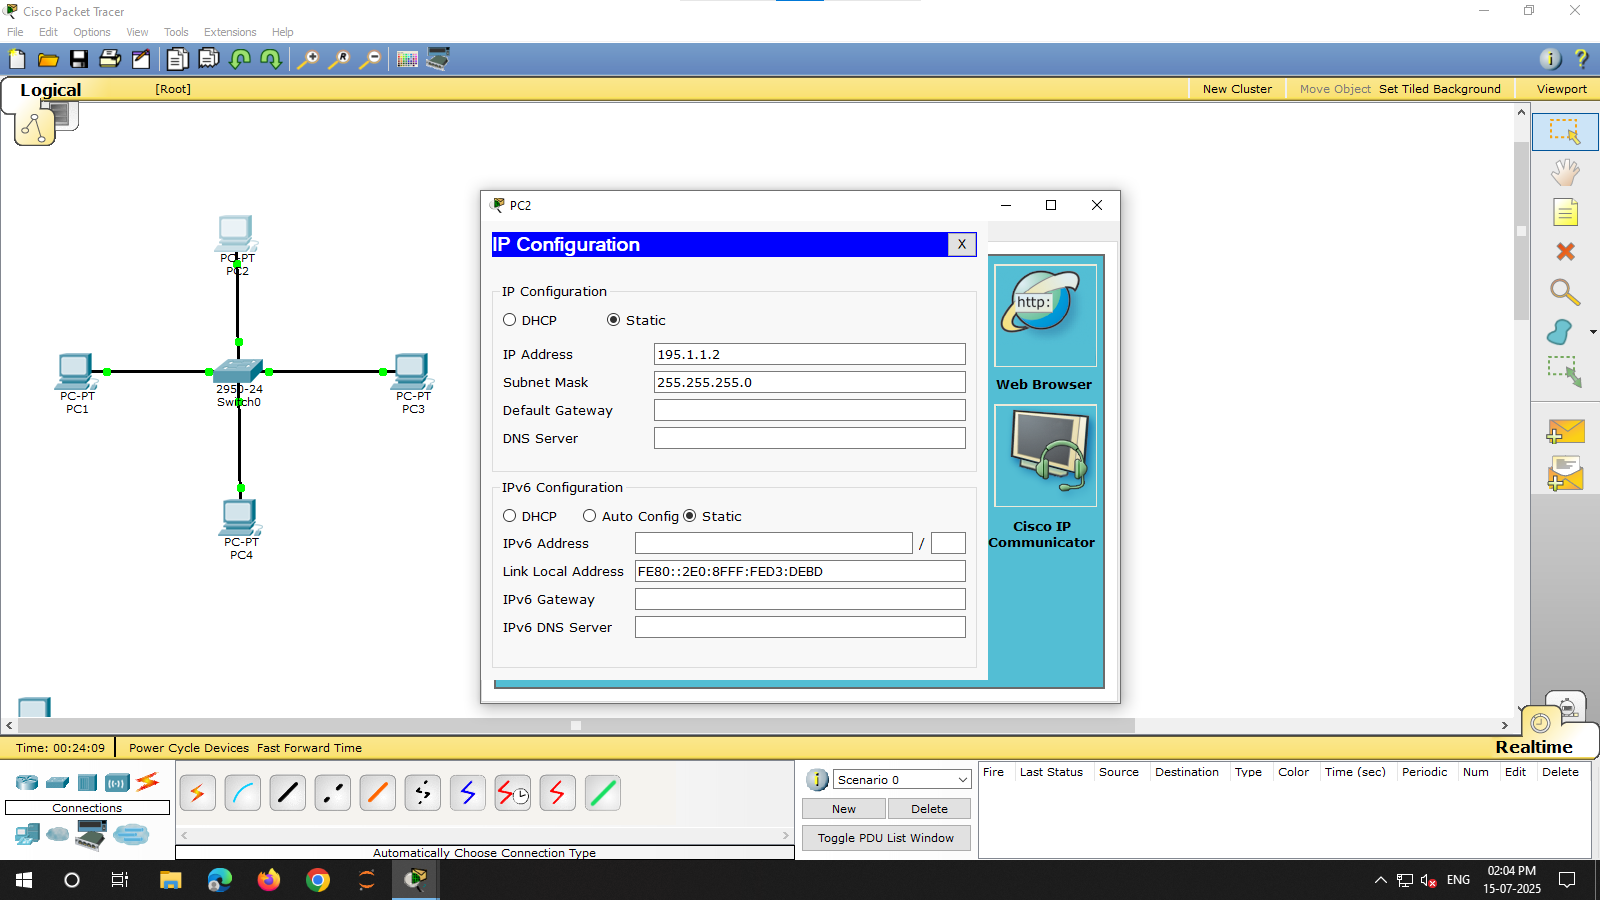 Cisco Packet Tracer
File Edit Options View Tools Extensions Help
Logical [Root] New Cluster Move Object Set Tiled Background Viewport
PC-PT
PC2
PC-PT
PC1
2950-24
Switch0
PC-PT
PC3
PC-PT
PC4
PC2
IP Configuration X
IP Configuration
DHCP Static
IP Address 195.1.1.2
Subnet Mask 255.255.255.0
Default Gateway
DNS Server
IPv6 Configuration
DHCP Auto Config Static
IPv6 Address /
Link Local Address FE80::2E0:8FFF:FED3:DEBD
IPv6 Gateway
IPv6 DNS Server
http:
Web Browser
Cisco IP
Communicator
Realtime
Time: 00:24:09 Power Cycle Devices Fast Forward Time
Connections
Automatically Choose Connection Type
Scenario 0
New Delete
Toggle PDU List Window
Fire Last Status Source Destination Type Color Time (sec) Periodic Num Edit Delete
ENG
02:04 PM
15-07-2025